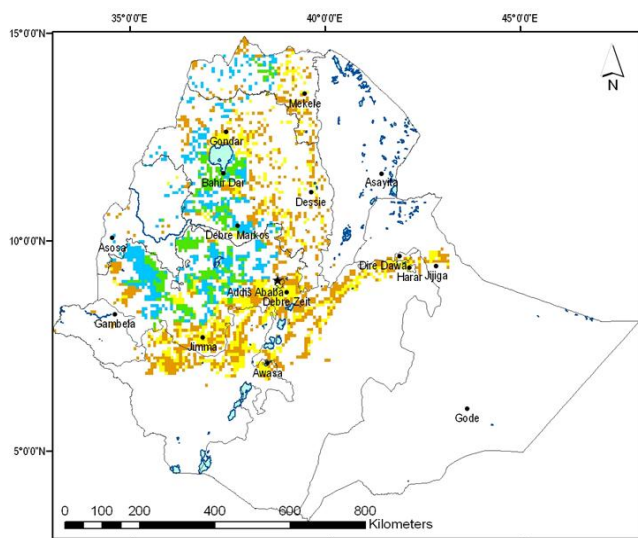 35°0'0"E 40°0'0"E 45°0'0"E
15°0'0"N
N
Mekele
Gondar
Bahir Dar
Asayita
Dessie
Debre Markos
10°0'0"N
Asosa
Dire Dawa
Harar Jijiga
Addis Ababa
Debre Zeit
Gambela
Jimma
Awasa
Gode
5°0'0"N
0 100 200 400 600 800
Kilometers